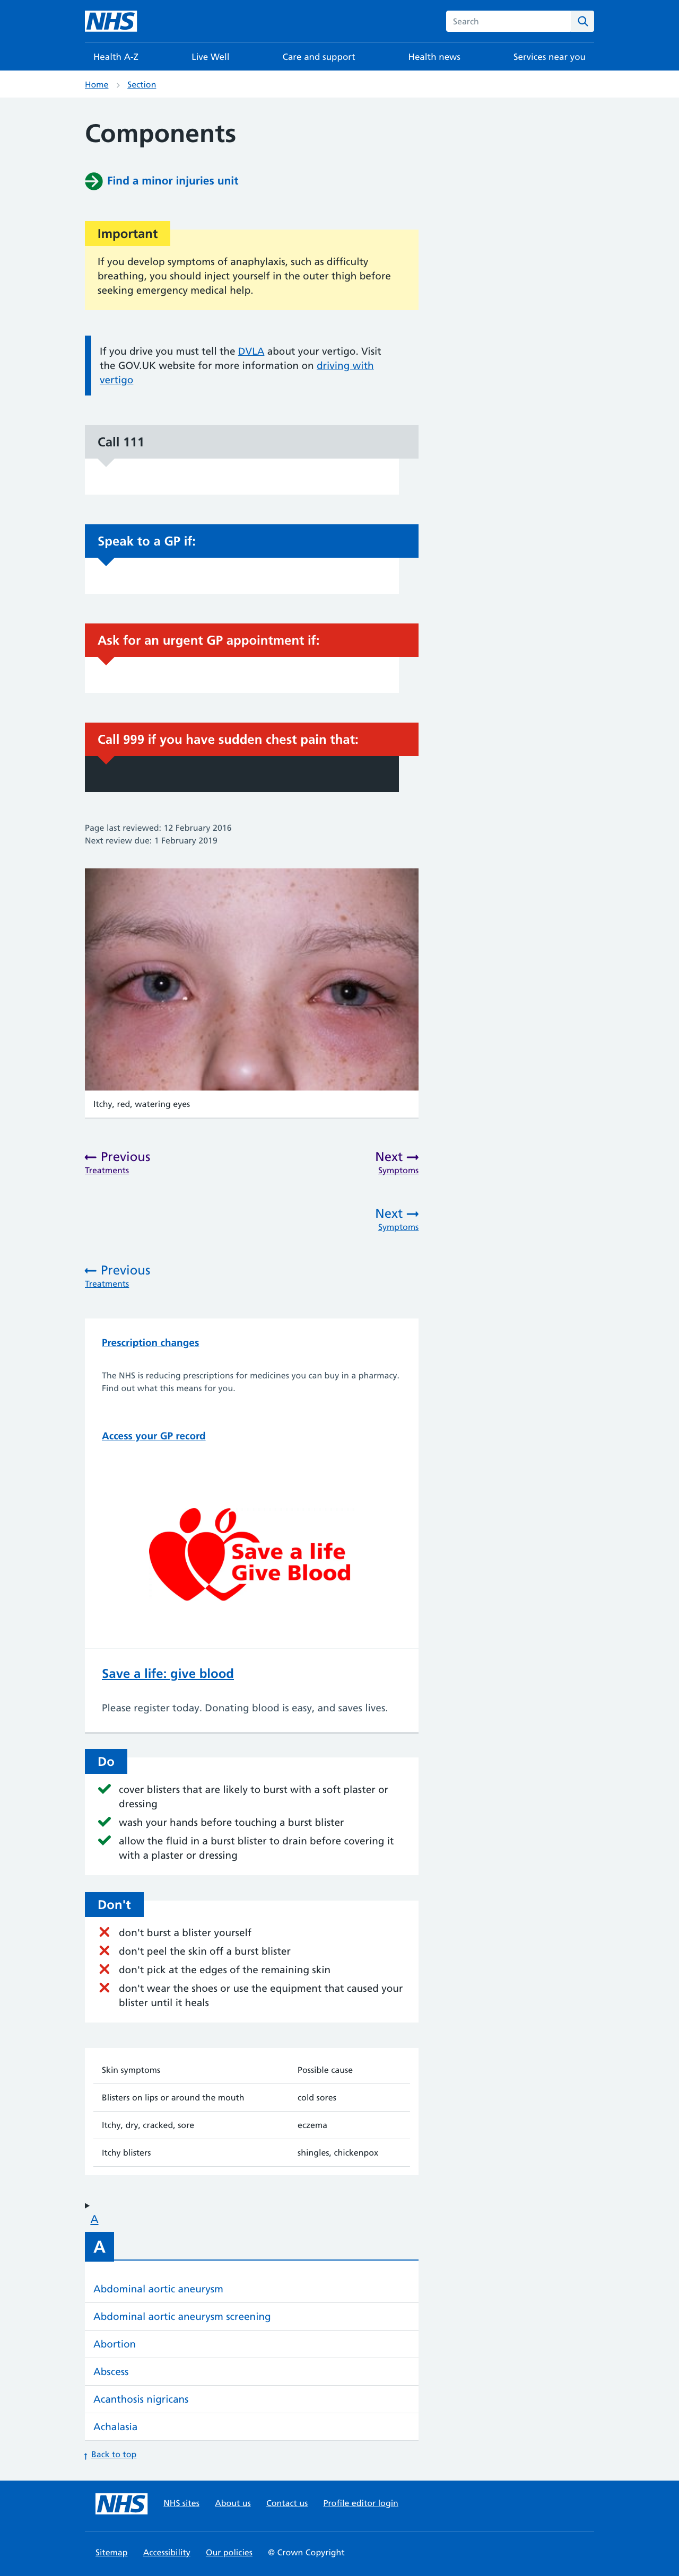 NHS
Search
Health A-Z
Live Well
Care and support
Health news
Services near you
Home
Section
Components
Find a minor injuries unit
Important
If you develop symptoms of anaphylaxis, such as difficulty
breathing, you should inject yourself in the outer thigh before
seeking emergency medical help.
If you drive you must tell the DVLA about your vertigo. Visit
the GOV.UK website for more information on driving with
vertigo
Call 111
Speak to a GP if:
Ask for an urgent GP appointment if:
Call 999 if you have sudden chest pain that:
Page last reviewed: 12 February 2016
Next review due: 1 February 2019
Itchy, red, watering eyes
Previous
Treatments
Next
Symptoms
Next
Symptoms
Previous
Treatments
Prescription changes
The NHS is reducing prescriptions for medicines you can buy in a pharmacy.
Find out what this means for you.
Access your GP record
Save a life
Give Blood
Save a life: give blood
Please register today. Donating blood is easy, and saves lives.
Do
cover blisters that are likely to burst with a soft plaster or
dressing
wash your hands before touching a burst blister
allow the fluid in a burst blister to drain before covering it
with a plaster or dressing
Don't
don't burst a blister yourself
don't peel the skin off a burst blister
don't pick at the edges of the remaining skin
don't wear the shoes or use the equipment that caused your
blister until it heals
Skin symptoms
Possible cause
Blisters on lips or around the mouth
cold sores
Itchy, dry, cracked, sore
eczema
Itchy blisters
shingles, chickenpox
A
A
Abdominal aortic aneurysm
Abdominal aortic aneurysm screening
Abortion
Abscess
Acanthosis nigricans
Achalasia
Back to top
NHS
NHS sites
About us
Contact us
Profile editor login
Sitemap
Accessibility
Our policies
© Crown Copyright